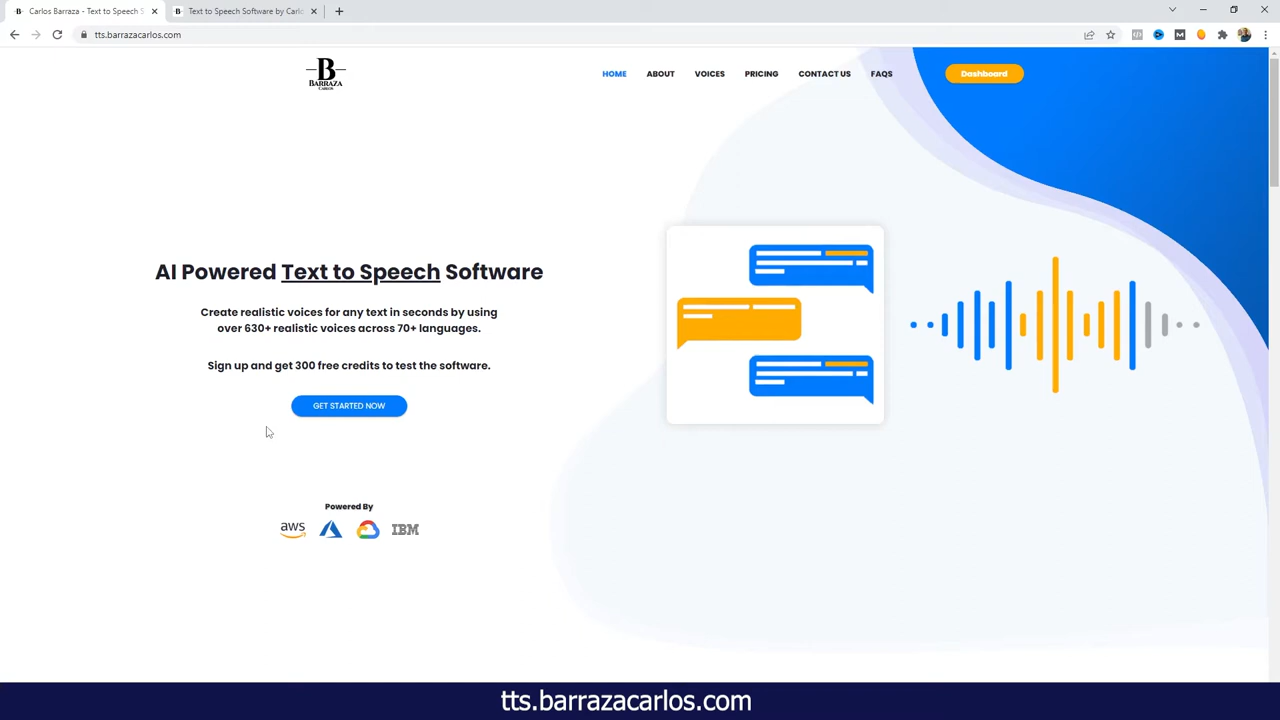 Carlos Barraza - Text to Speech S
Text to Speech Software by Carlo
tts.barrazacarlos.com
B
BARRAZA
CARLOS
HOME ABOUT VOICES PRICING CONTACT US FAQS Dashboard
AI Powered Text to Speech Software
Create realistic voices for any text in seconds by using
over 630+ realistic voices across 70+ languages.
Sign up and get 300 free credits to test the software.
GET STARTED NOW
Powered By
aws IBM
tts.barrazacarlos.com